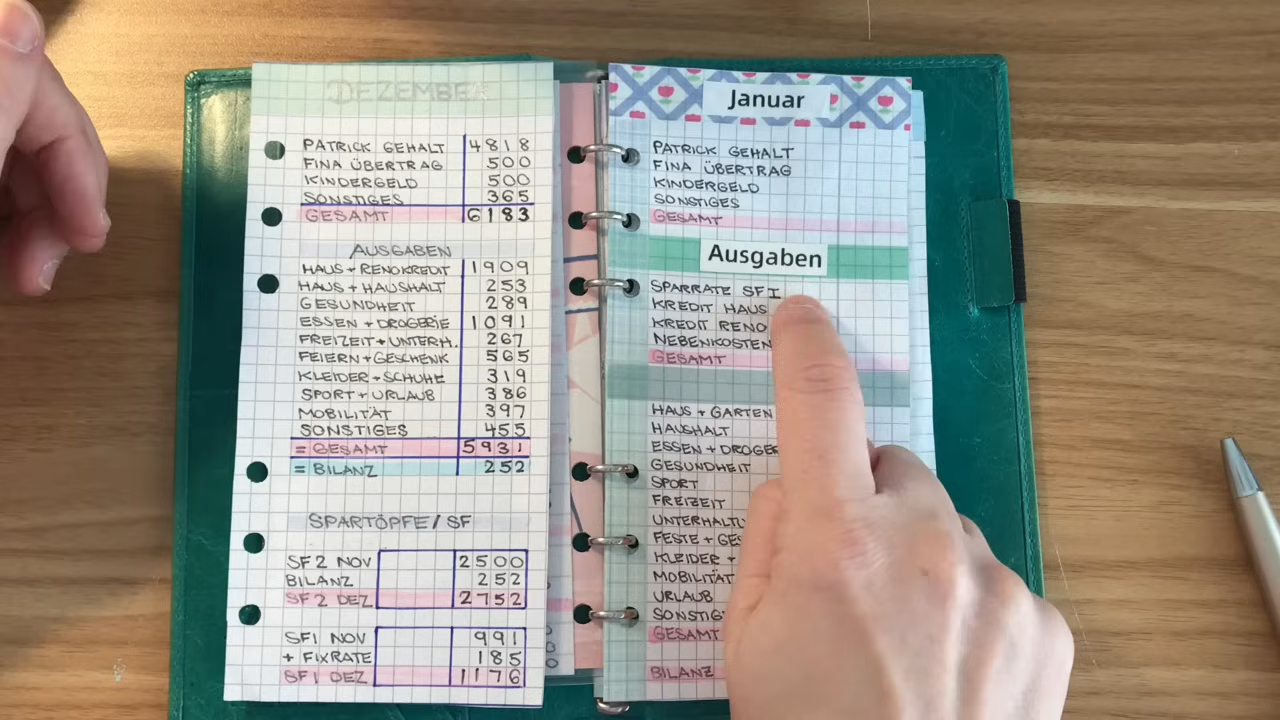 DEZEMBER
PATRICK GEHALT 4818
FINA ÜBERTRAG 500
KINDERGELD 500
SONSTIGES 365
GESAMT 6183
AUSGABEN
HAUS + RENOKREDIT 1909
HAUS + HAUSHALT 253
GESUNDHEIT 289
ESSEN + DROGERIE 1091
FREIZEIT + UNTERH. 267
FEIERN + GESCHENK 565
KLEIDER + SCHUHE 319
SPORT + URLAUB 386
MOBILITÄT 397
SONSTIGES 455
= GESAMT 5931
= BILANZ 252
SPARTÖPFE / SF
SF2 NOV 2500
BILANZ 252
SF2 DEZ 2752
SF1 NOV 991
+ FIXRATE 185
SF1 DEZ 1176
Januar
PATRICK GEHALT
FINA ÜBERTRAG
KINDERGELD
SONSTIGES
GESAMT
Ausgaben
SPARRATE SF I
KREDIT HAUS
KREDIT RENO
NEBENKOSTEN
GESAMT
HAUS + GARTEN
HAUSHALT
ESSEN +
GESUNDHEIT
SPORT
FREIZEIT
FESTE +
KLEIDER +
MOBILITÄT
URLAUB
GESAMT
BILANZ